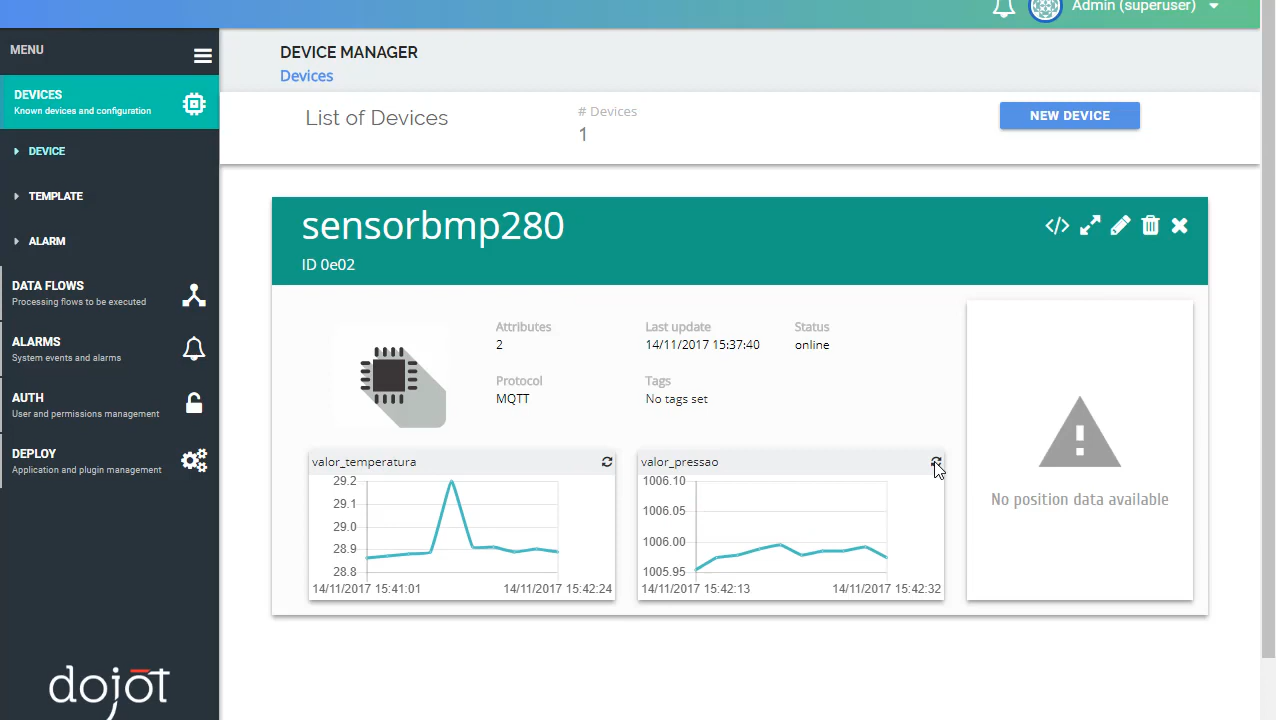 Admin (superuser)
MENU
DEVICE MANAGER
Devices
DEVICES
Known devices and configuration
List of Devices
# Devices
1
NEW DEVICE
DEVICE
TEMPLATE
ALARM
DATA FLOWS
Processing flows to be executed
ALARMS
System events and alarms
AUTH
User and permissions management
DEPLOY
Application and plugin management
dojot
sensorbmp280
ID 0e02
Attributes
2
Last update
14/11/2017 15:37:40
Status
online
Protocol
MQTT
Tags
No tags set
valor_temperatura
29.2
29.1
29.0
28.9
28.8
14/11/2017 15:41:01
14/11/2017 15:42:24
valor_pressao
1006.10
1006.05
1006.00
1005.95
14/11/2017 15:42:13
14/11/2017 15:42:32
No position data available